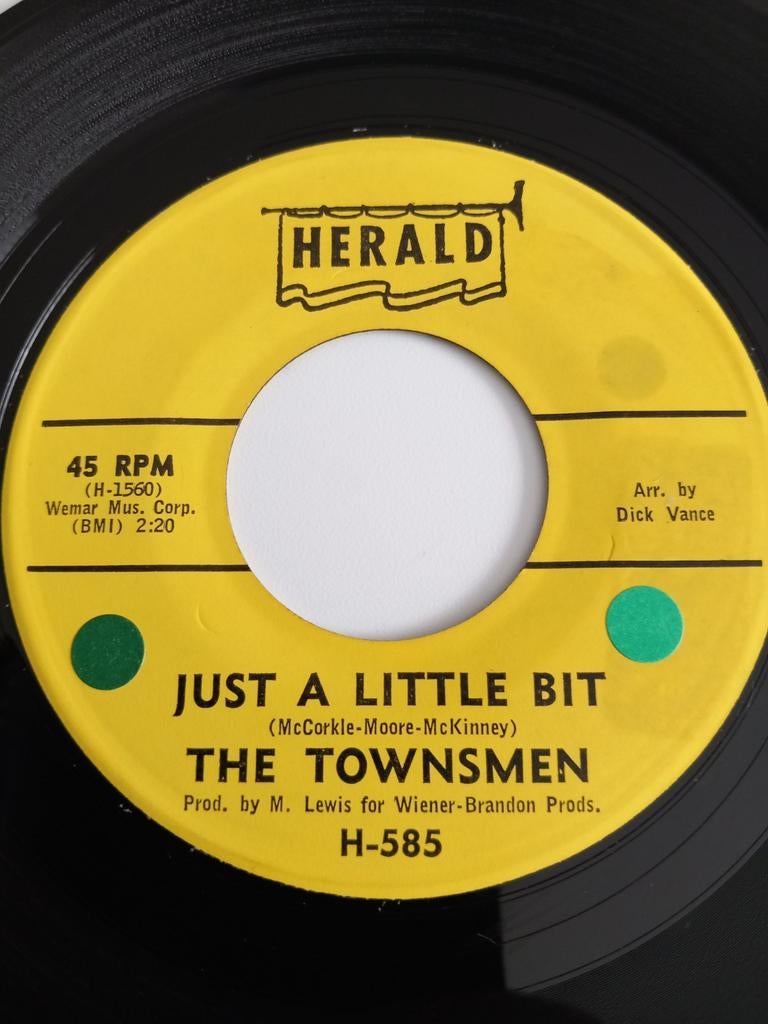 HERALD
45 RPM
(H-1560)
Wemar Mus. Corp.
(BMI) 2:20
Arr. by
Dick Vance
JUST A LITTLE BIT
(McCorkle-Moore-McKinney)
THE TOWNSMEN
Prod. by M. Lewis for Wiener-Brandon Prods.
H-585